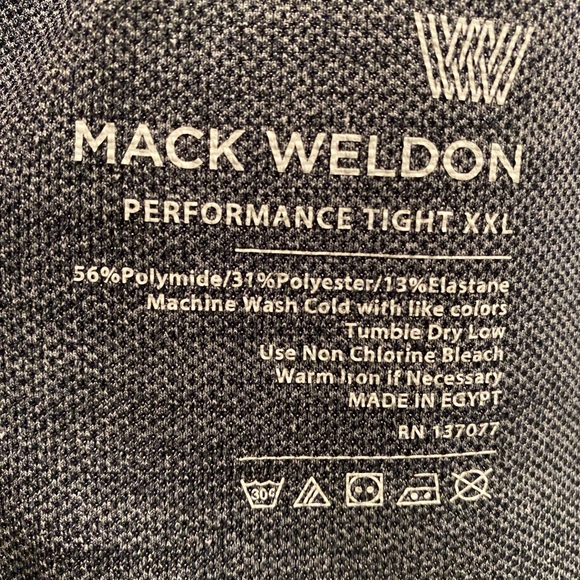 MACK WELDON
PERFORMANCE TIGHT XXL
56%Polymide/31%Polyester/13%Elastane
Machine Wash Cold with like colors
Tumble Dry Low
Use Non Chlorine Bleach
Warm Iron if Necessary
MADE IN EGYPT
RN 137077
30c